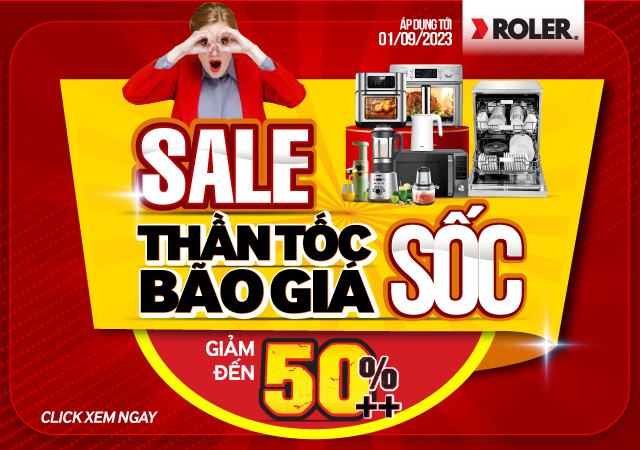 ÁP DỤNG TỚI
01/09/2023
ROLER®
SALE
THẦN TỐC
BÃO GIÁ
SỐC
GIẢM
ĐẾN
50%++
CLICK XEM NGAY